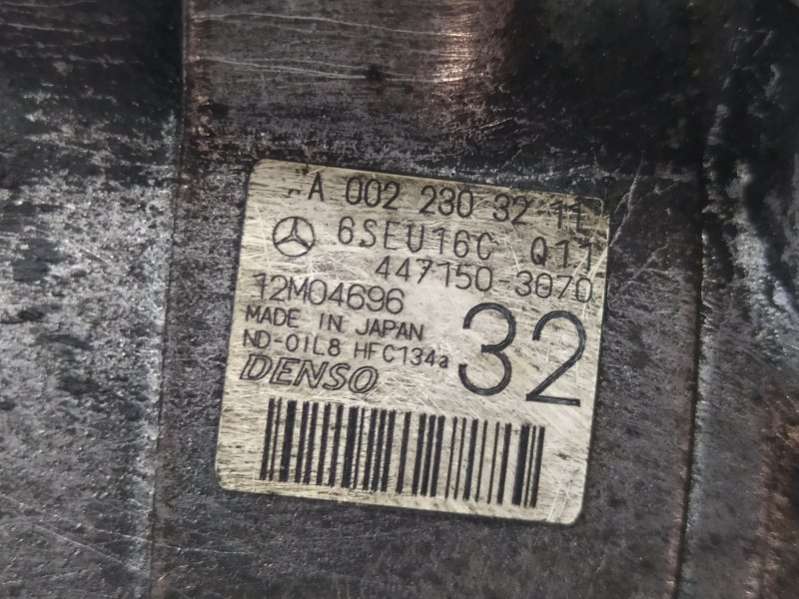 A 002 230 32 11
6SEU16C Q11
447150-3070
12M04696
MADE IN JAPAN
ND-OIL8 HFC134a
32
DENSO